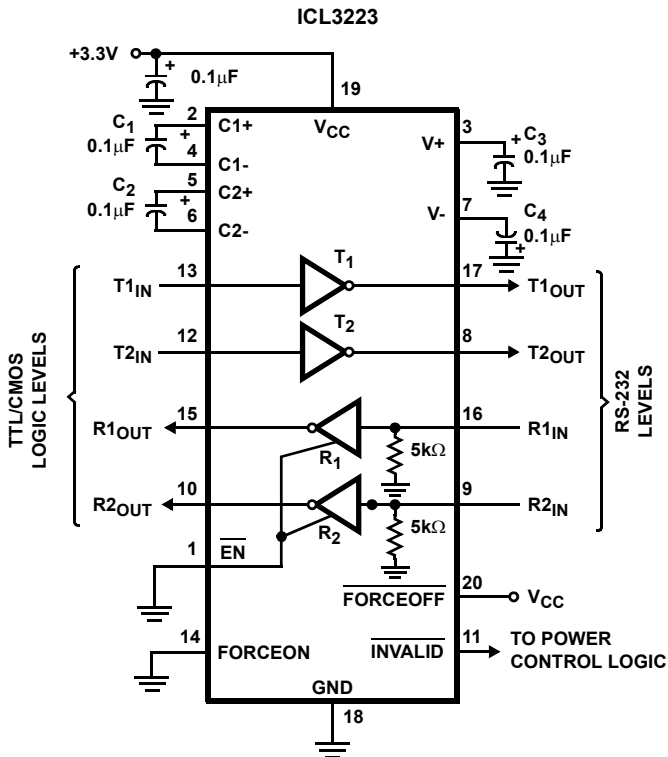 ICL3223
+3.3V
+
0.1μF
19
2
C1+
VCC
3
C1
0.1μF
+
V+
+
C3
0.1μF
4
C1-
5
C2+
C2
0.1μF
+
7
V-
C4
0.1μF
+
6
C2-
T1IN
13
T1
17
T1OUT
T2IN
12
T2
8
T2OUT
TTL/CMOS
LOGIC LEVELS
RS-232
LEVELS
R1OUT
15
R1
5kΩ
16
R1IN
R2OUT
10
R2
5kΩ
9
R2IN
1
EN
20
FORCEOFF
VCC
14
FORCEON
INVALID
11
TO POWER
CONTROL LOGIC
GND
18